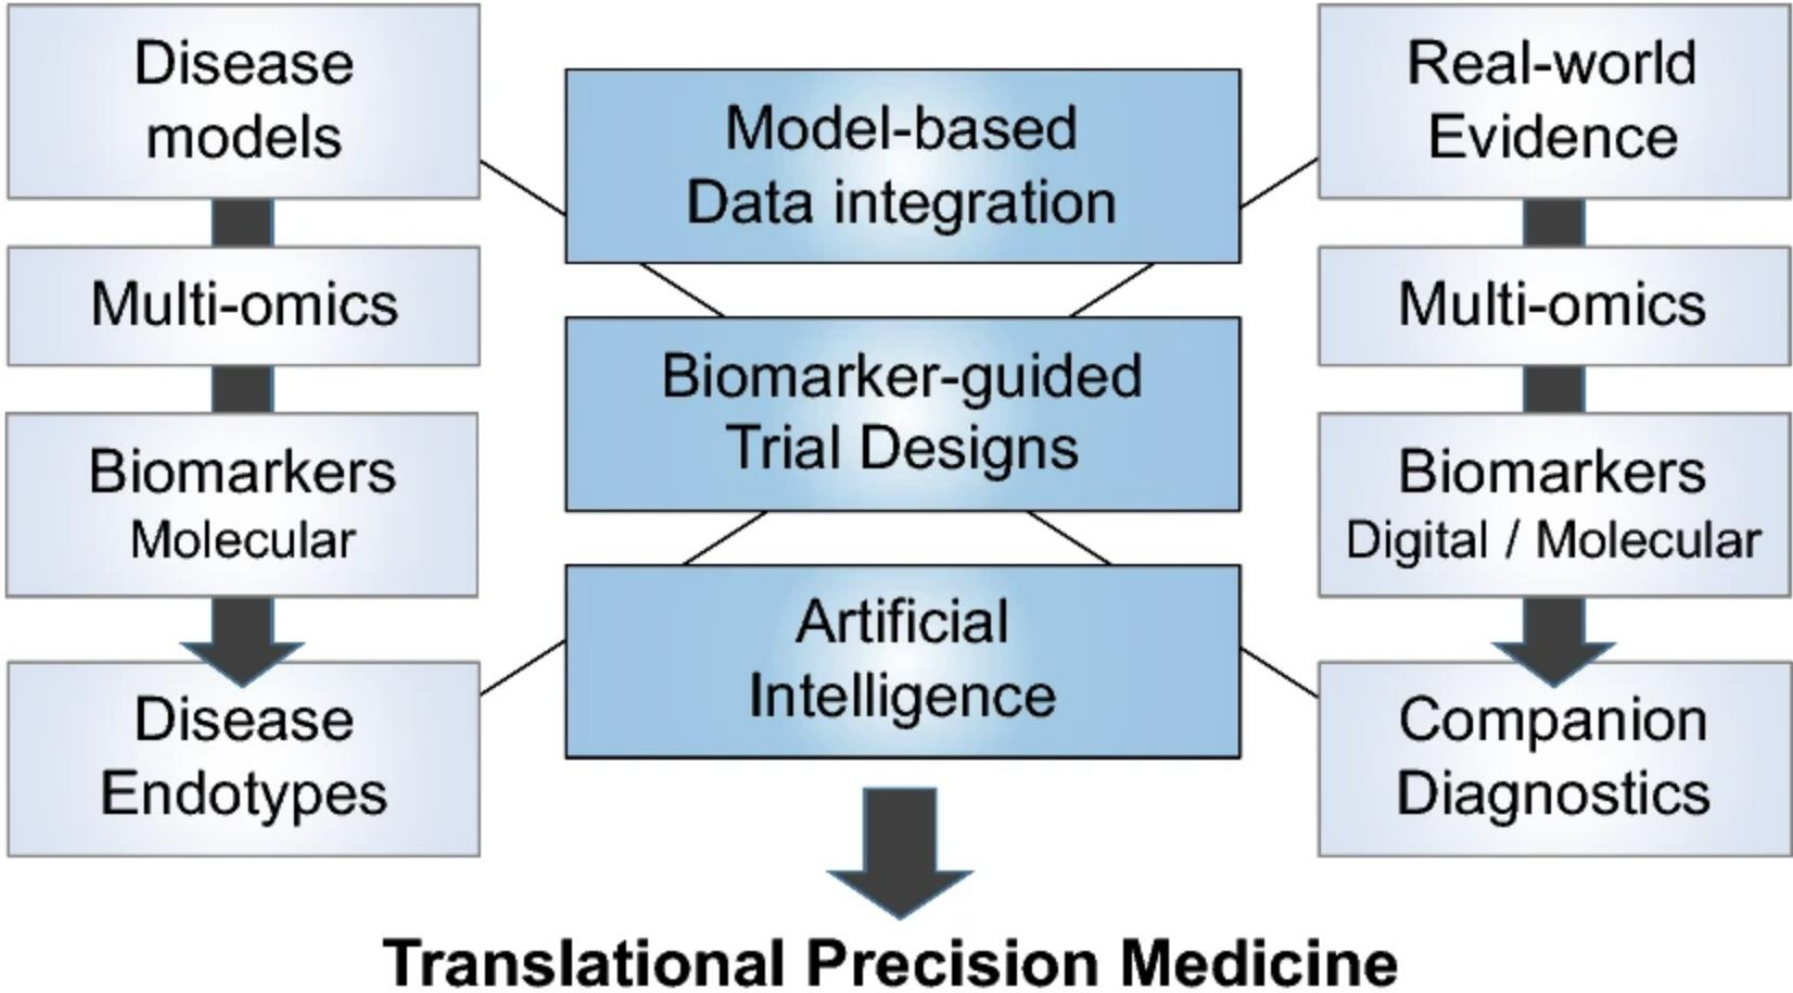 Disease
models
Multi-omics
Biomarkers
Molecular
Disease
Endotypes
Model-based
Data integration
Biomarker-guided
Trial Designs
Artificial
Intelligence
Real-world
Evidence
Multi-omics
Biomarkers
Digital / Molecular
Companion
Diagnostics
Translational Precision Medicine